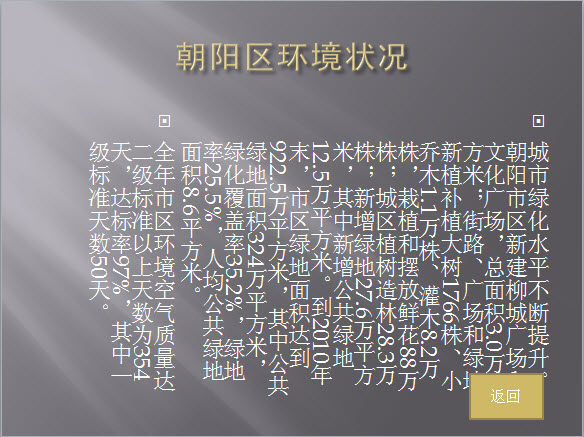 朝阳区环境状况
城市绿化水平不断提升。
朝阳市区新建柳城广场
文化广场，总面积3.0万
方米；街路、广场和绿地
新植补植大树1766株、小
乔木1.1万株、灌木8.2万
株，栽植和摆放鲜花88万
株；城区植树造林28.3万
株；新增绿地27.6万平方
米，其中新增公共绿地
12.5万平方米。到2010年
末，市区绿地面积达到
922.5万平方米，其中公共
绿地面积324万平方米，
绿化覆盖率35.2%，绿地
率25.5%，人均公共绿地
面积8.6平方米。
全年市区环境空气质量达
二级标准以上天数为354
天，达标率97%，其中一
级标准天数50天。
返回